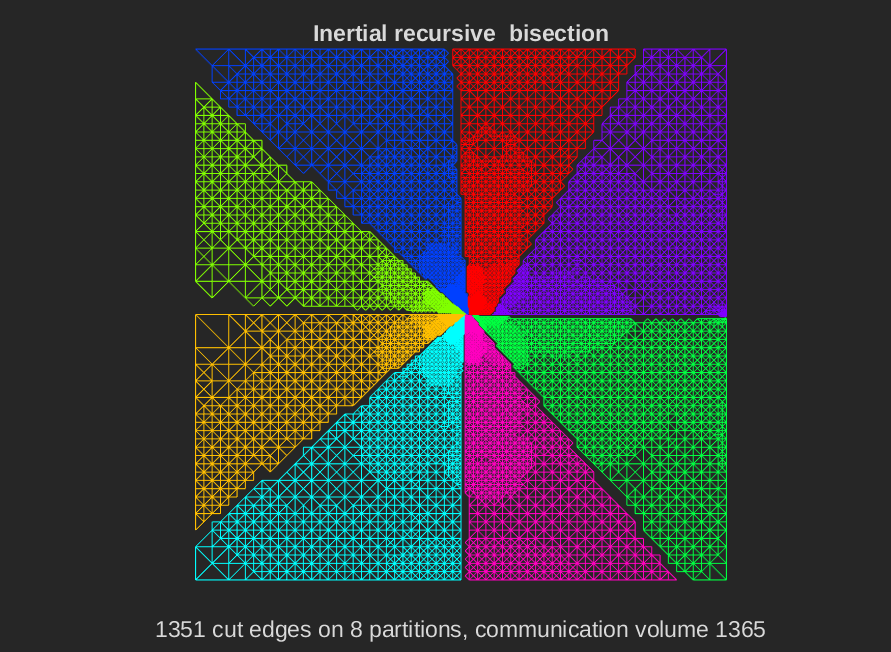 Inertial recursive  bisection
1351 cut edges on 8 partitions, communication volume 1365